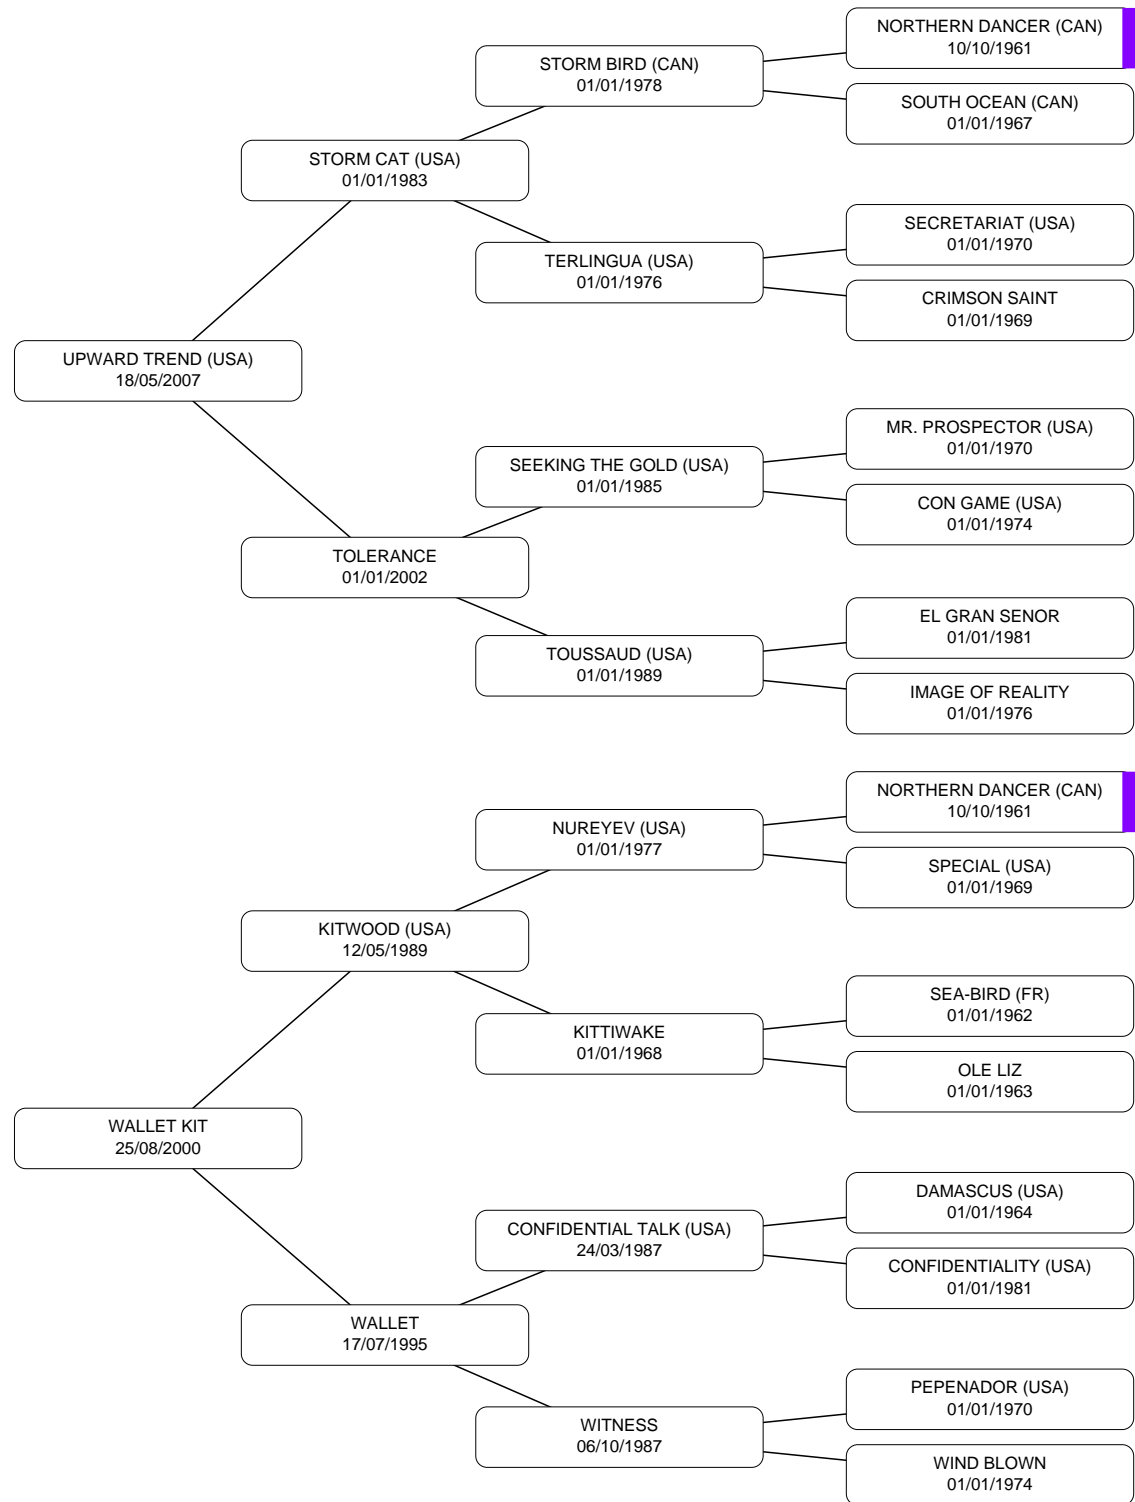 NORTHERN DANCER (CAN)
10/10/1961
STORM BIRD (CAN)
01/01/1978
SOUTH OCEAN (CAN)
01/01/1967
STORM CAT (USA)
01/01/1983
SECRETARIAT (USA)
01/01/1970
TERLINGUA (USA)
01/01/1976
CRIMSON SAINT
01/01/1969
UPWARD TREND (USA)
18/05/2007
MR. PROSPECTOR (USA)
01/01/1970
SEEKING THE GOLD (USA)
01/01/1985
CON GAME (USA)
01/01/1974
TOLERANCE
01/01/2002
EL GRAN SENOR
01/01/1981
TOUSSAUD (USA)
01/01/1989
IMAGE OF REALITY
01/01/1976
NORTHERN DANCER (CAN)
10/10/1961
NUREYEV (USA)
01/01/1977
SPECIAL (USA)
01/01/1969
KITWOOD (USA)
12/05/1989
SEA-BIRD (FR)
01/01/1962
KITTIWAKE
01/01/1968
OLE LIZ
01/01/1963
WALLET KIT
25/08/2000
DAMASCUS (USA)
01/01/1964
CONFIDENTIAL TALK (USA)
24/03/1987
CONFIDENTIALITY (USA)
01/01/1981
WALLET
17/07/1995
PEPENADOR (USA)
01/01/1970
WITNESS
06/10/1987
WIND BLOWN
01/01/1974